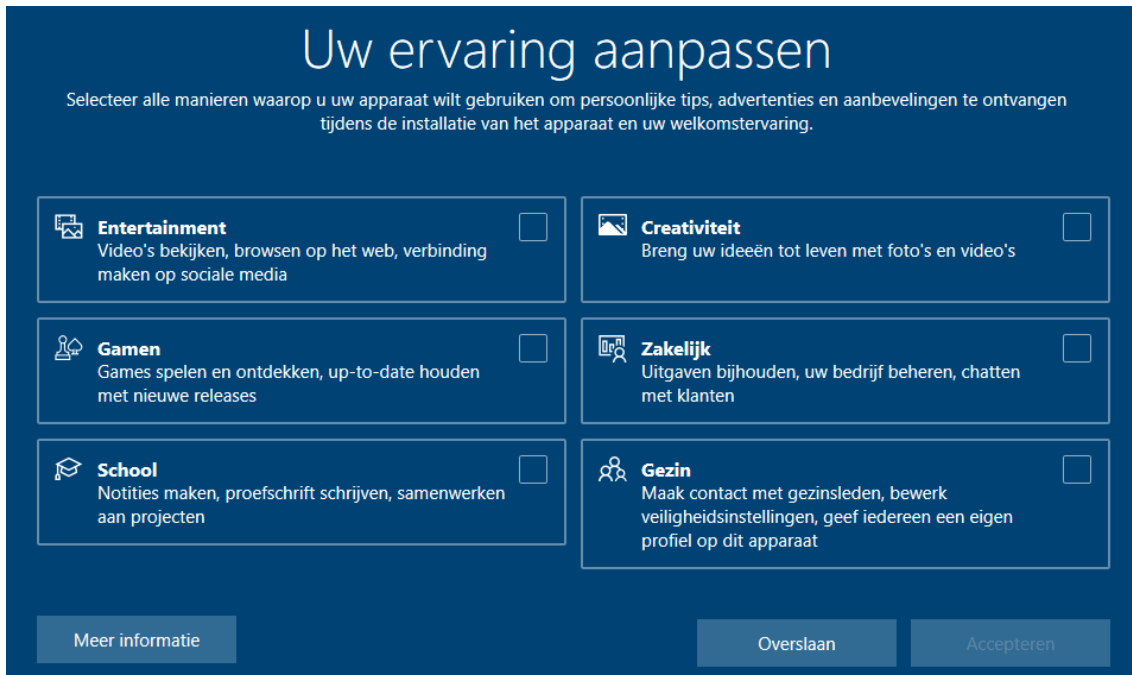 Uw ervaring aanpassen
Selecteer alle manieren waarop u uw apparaat wilt gebruiken om persoonlijke tips, advertenties en aanbevelingen te ontvangen
tijdens de installatie van het apparaat en uw welkomstervaring.
Entertainment
Video's bekijken, browsen op het web, verbinding
maken op sociale media
Creativiteit
Breng uw ideeën tot leven met foto's en video's
Gamen
Games spelen en ontdekken, up-to-date houden
met nieuwe releases
Zakelijk
Uitgaven bijhouden, uw bedrijf beheren, chatten
met klanten
School
Notities maken, proefschrift schrijven, samenwerken
aan projecten
Gezin
Maak contact met gezinsleden, bewerk
veiligheidsinstellingen, geef iedereen een eigen
profiel op dit apparaat
Meer informatie
Overslaan
Accepteren